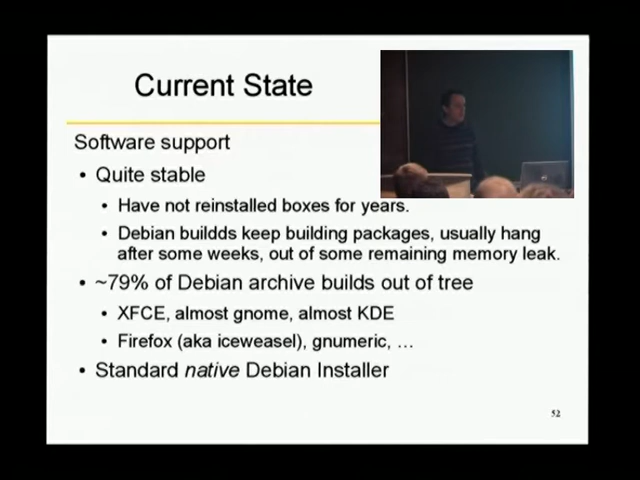 Current State
Software support
• Quite stable
• Have not reinstalled boxes for years.
• Debian buildds keep building packages, usually hang
after some weeks, out of some remaining memory leak.
• ~79% of Debian archive builds out of tree
• XFCE, almost gnome, almost KDE
• Firefox (aka iceweasel), gnumeric, …
• Standard native Debian Installer
52